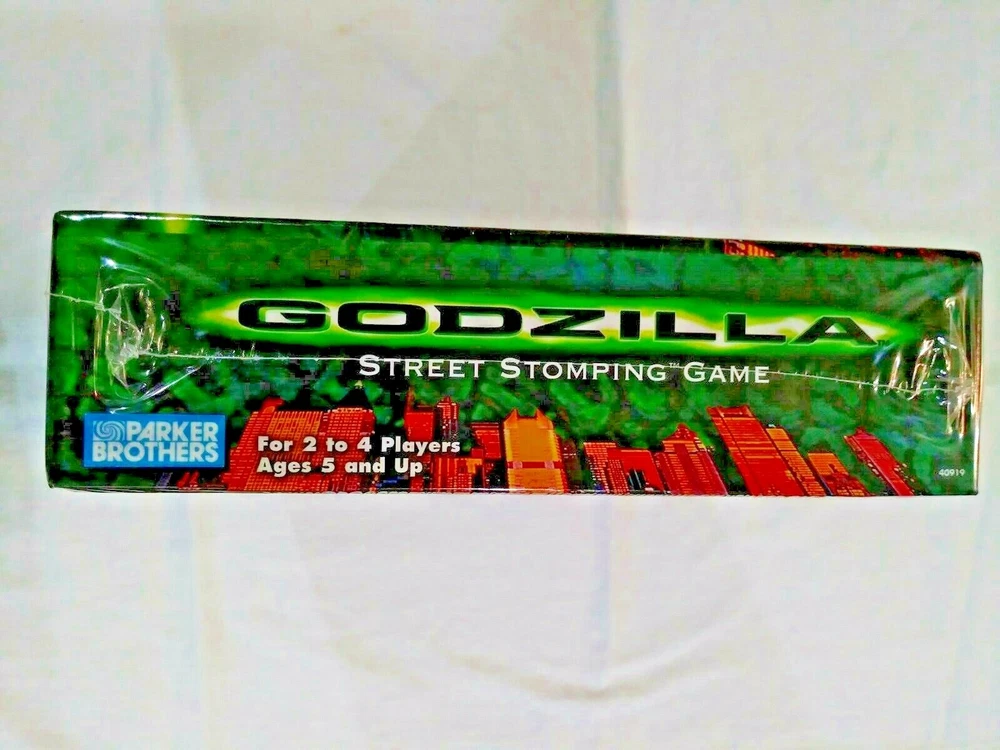 GODZILLA
STREET STOMPING™ GAME
PARKER
BROTHERS
For 2 to 4 Players
Ages 5 and Up
40919